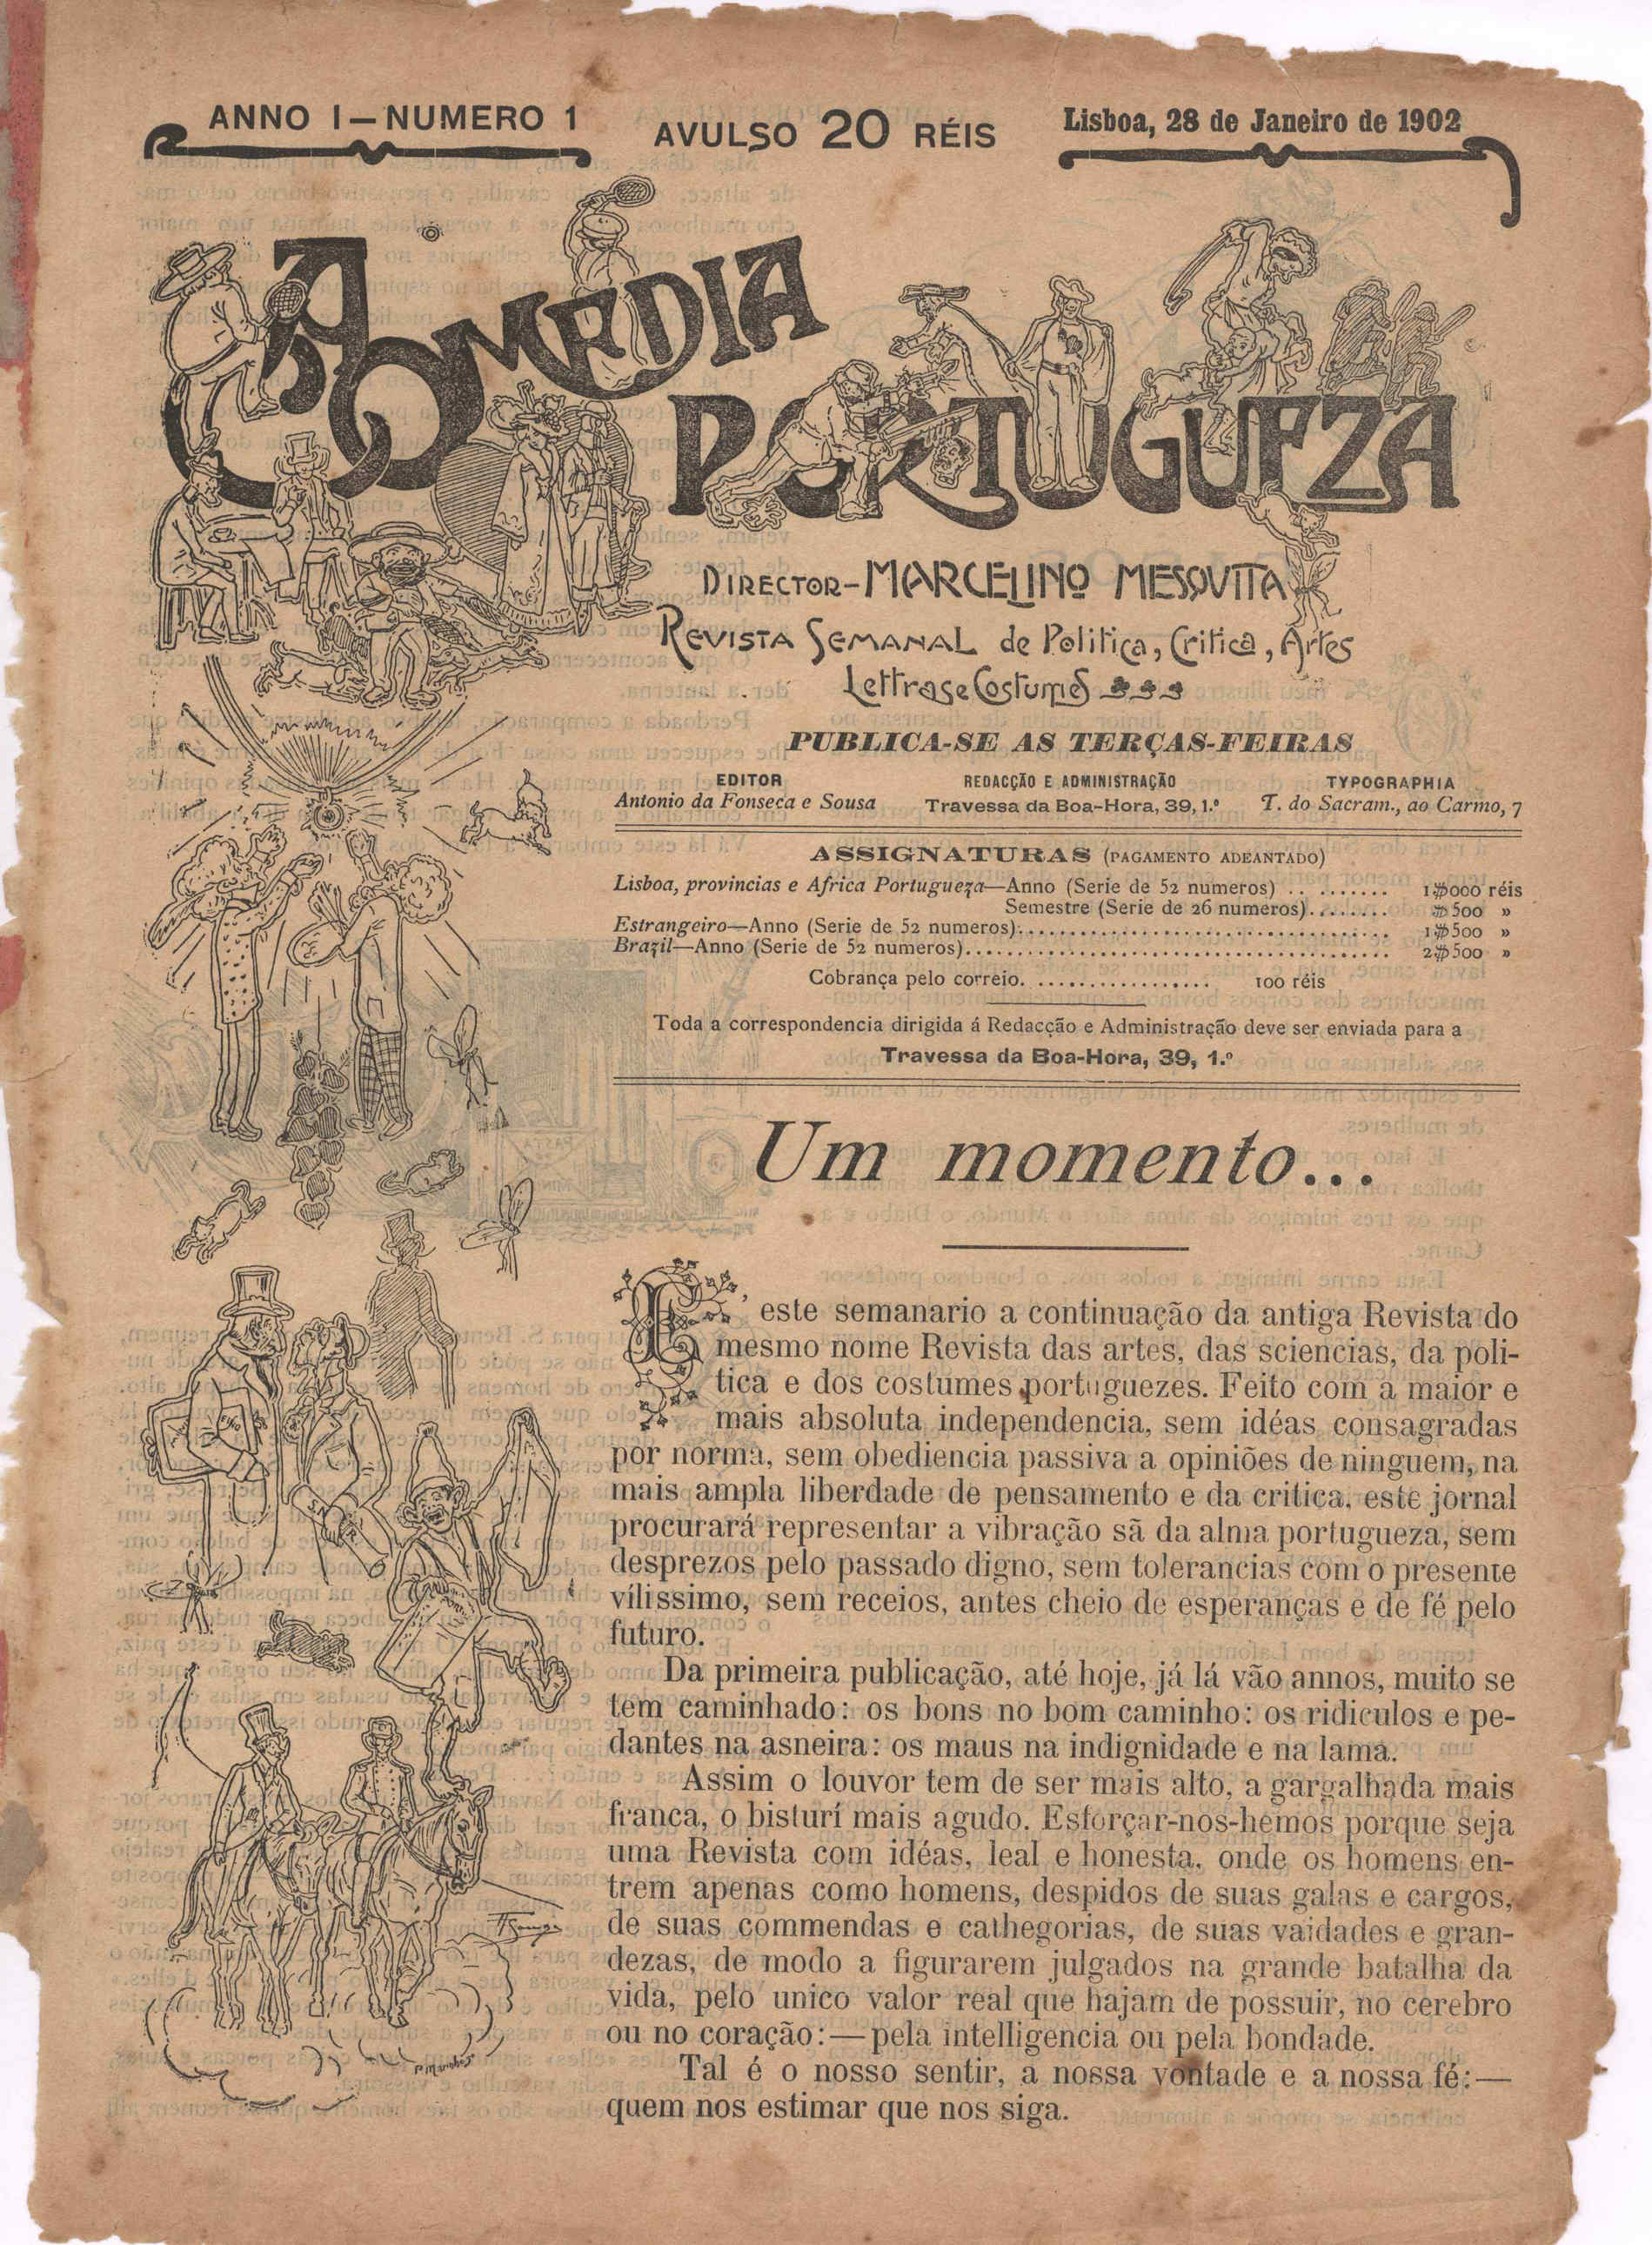 ANNO I—NUMERO 1
AVULSO 20 RÉIS
Lisboa, 28 de Janeiro de 1902
A COMEDIA
PORTUGUEZA
DIRECTOR-MARCELINO MESQVITA
REVISTA SEMANAL de Politica, Critica, Artes
Lettras e Costumes
PUBLICA-SE AS TERÇAS-FEIRAS
EDITOR
Antonio da Fonseca e Sousa
REDACÇÃO E ADMINISTRAÇÃO
Travessa da Boa-Hora, 39, 1.º
TYPOGRAPHIA
T. do Sacram., ao Carmo, 7
ASSIGNATURAS (PAGAMENTO ADEANTADO)
Lisboa, provincias e Africa Portugueza—Anno (Serie de 52 numeros) .. ....... 1$000 réis
Semestre (Serie de 26 numeros)........ $500 »
Estrangeiro—Anno (Serie de 52 numeros):.................................. 1$500 »
Brazil—Anno (Serie de 52 numeros)........................................ 2$500 »
Cobrança pelo correio. ................. 100 réis
Toda a correspondencia dirigida á Redacção e Administração deve ser enviada para a
Travessa da Boa-Hora, 39, 1.º
Um momento...
E' este semanario a continuação da antiga Revista do
mesmo nome Revista das artes, das sciencias, da poli-
tica e dos costumes portuguezes. Feito com a maior e
mais absoluta independencia, sem idéas consagradas
por norma, sem obediencia passiva a opiniões de ninguem, na
mais ampla liberdade de pensamento e da critica, este jornal
procurará representar a vibração sã da alma portugueza, sem
desprezos pelo passado digno, sem tolerancias com o presente
vilissimo, sem receios, antes cheio de esperanças e de fé pelo
futuro.
Da primeira publicação, até hoje, já lá vão annos, muito se
tem caminhado: os bons no bom caminho: os ridiculos e pe-
dantes na asneira: os maus na indignidade e na lama.
Assim o louvor tem de ser mais alto, a gargalhada mais
franca, o bisturí mais agudo. Esforçar-nos-hemos porque seja
uma Revista com idéas, leal e honesta, onde os homens en-
trem apenas como homens, despidos de suas galas e cargos,
de suas commendas e cathegorias, de suas vaidades e gran-
dezas, de modo a figurarem julgados na grande batalha da
vida, pelo unico valor real que hajam de possuir, no cerebro
ou no coração:—pela intelligencia ou pela bondade.
Tal é o nosso sentir, a nossa vontade e a nossa fé:—
quem nos estimar que nos siga.